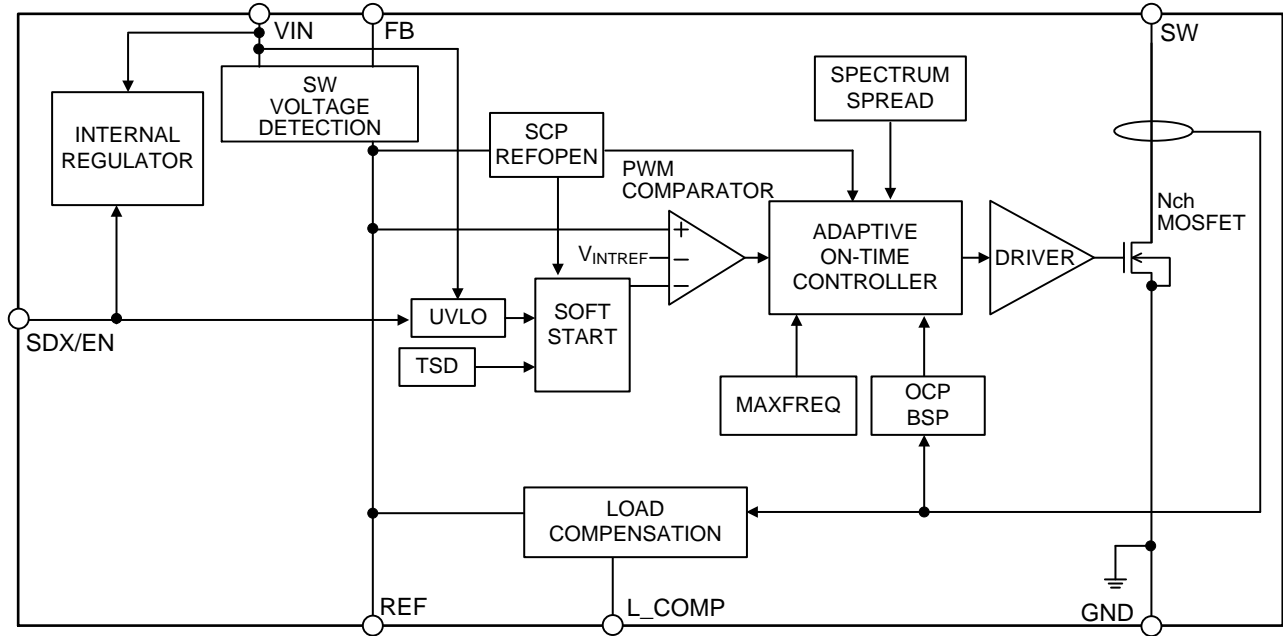 VIN
FB
SW
SW
VOLTAGE
DETECTION
SPECTRUM
SPREAD
INTERNAL
REGULATOR
SCP
REFOPEN
PWM
COMPARATOR
Nch
MOSFET
+
VINTREF
−
−
ADAPTIVE
ON-TIME
CONTROLLER
DRIVER
SDX/EN
UVLO
SOFT
START
TSD
MAXFREQ
OCP
BSP
LOAD
COMPENSATION
REF
L_COMP
GND